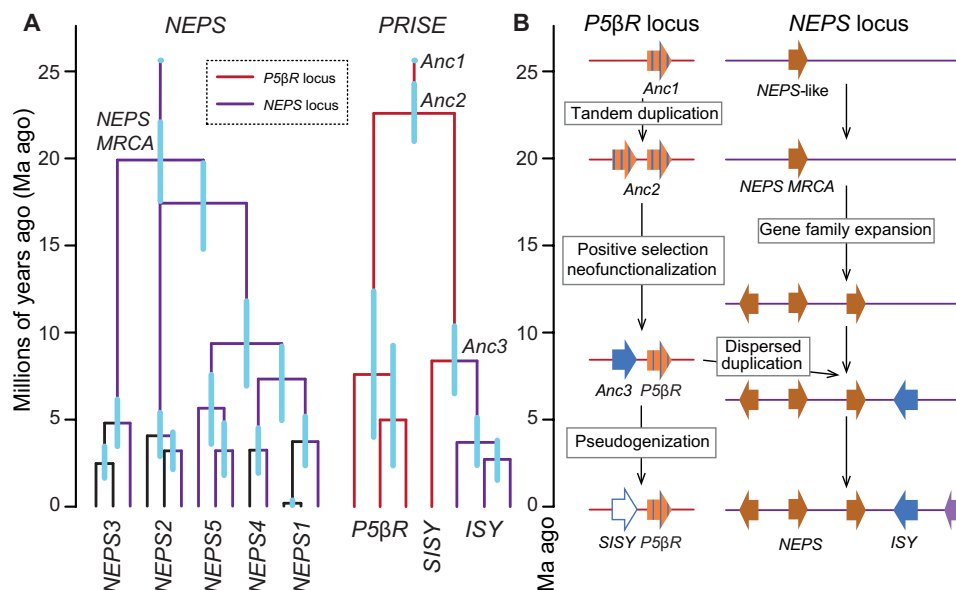 A
NEPS
PRISE
Millions of years ago (Ma ago)
25
20
15
10
5
0
P5βR locus
NEPS locus
Anc1
Anc2
NEPS
MRCA
Anc3
NEPS3
NEPS2
NEPS5
NEPS4
NEPS1
P5βR
SISY
ISY
B
P5βR locus
NEPS locus
25
20
15
10
5
0
Ma ago
Anc1
NEPS-like
Tandem duplication
Anc2
NEPS MRCA
Positive selection
neofunctionalization
Gene family expansion
Anc3
P5βR
Dispersed
duplication
Pseudogenization
SISY
P5βR
NEPS
ISY